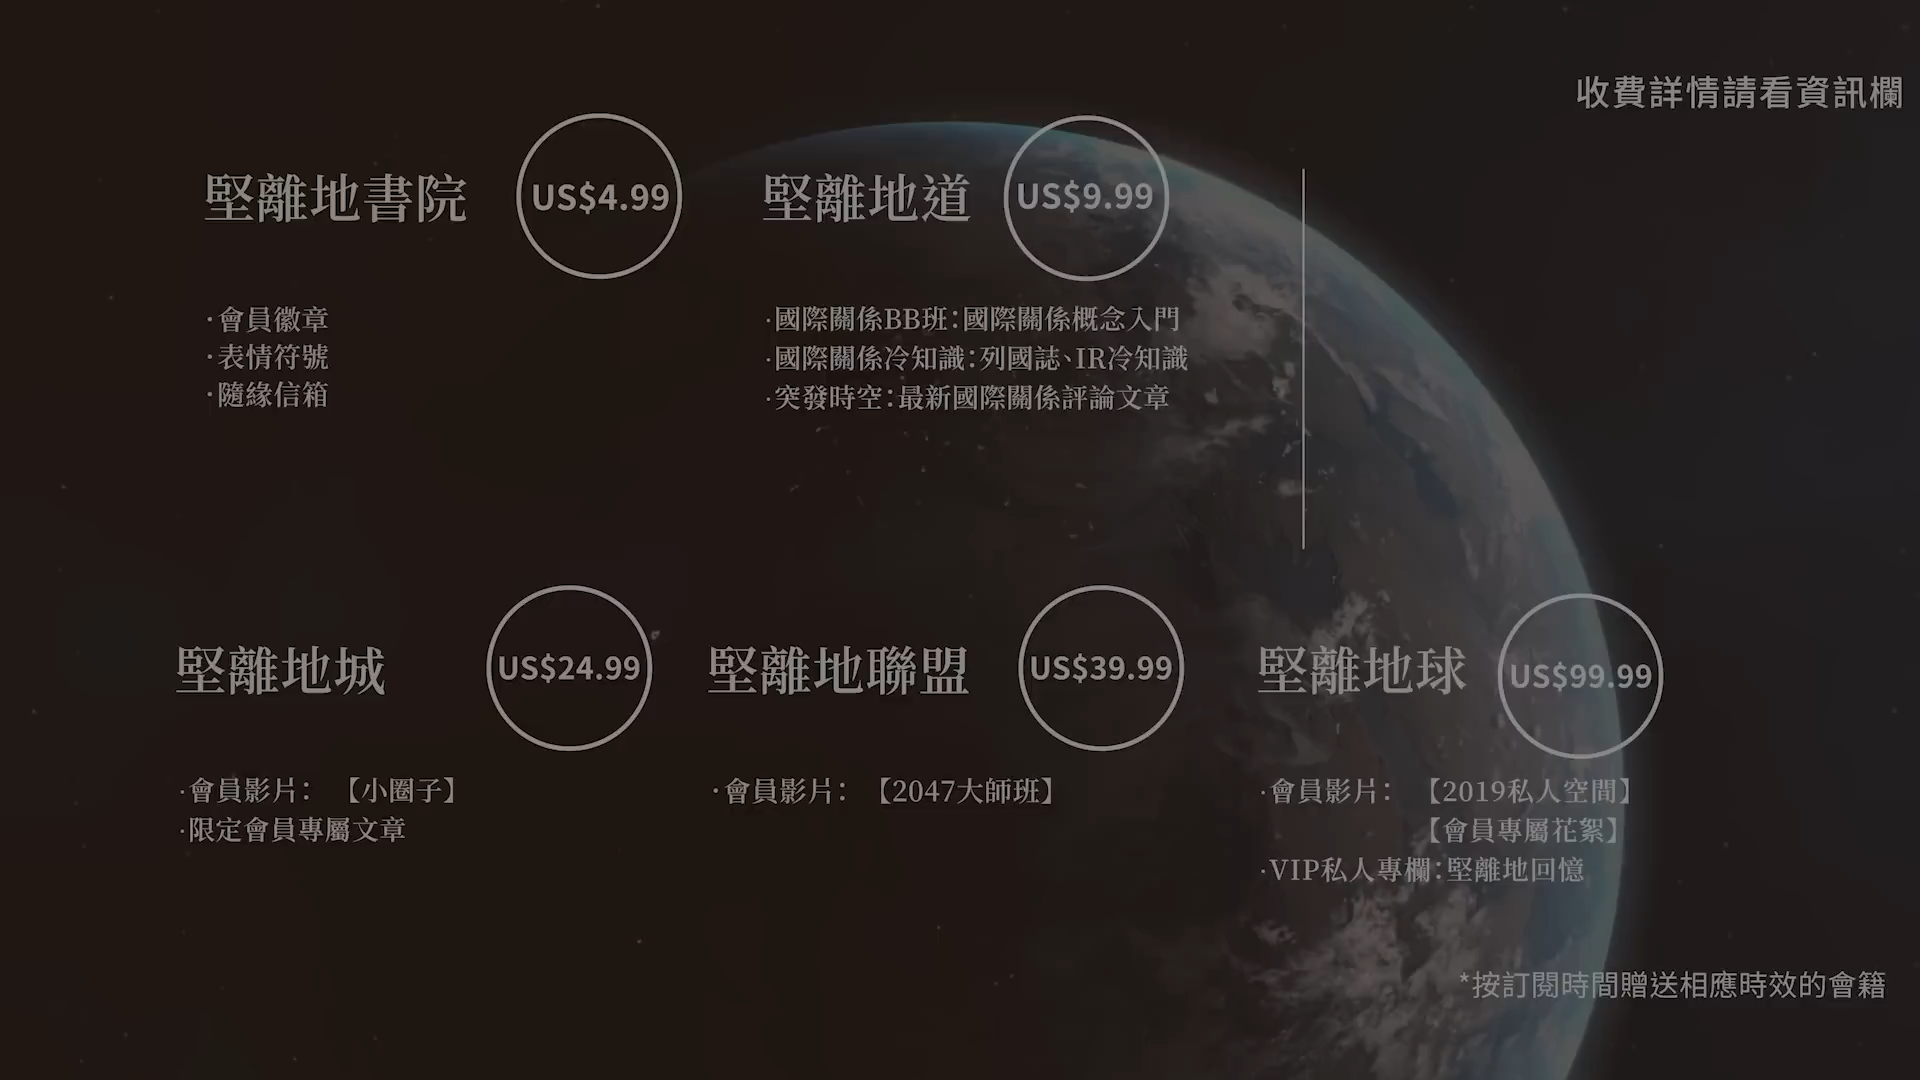 收費詳情請看資訊欄
堅離地書院
US$4.99
·會員徽章
·表情符號
·隨緣信箱
堅離地道
US$9.99
·國際關係BB班：國際關係概念入門
·國際關係冷知識：列國誌、IR冷知識
·突發時空：最新國際關係評論文章
堅離地城
US$24.99
·會員影片：【小圈子】
·限定會員專屬文章
堅離地聯盟
US$39.99
·會員影片：【2047大師班】
堅離地球
US$99.99
·會員影片：【2019私人空間】
【會員專屬花絮】
·VIP私人專欄：堅離地回憶
*按訂閱時間贈送相應時效的會籍